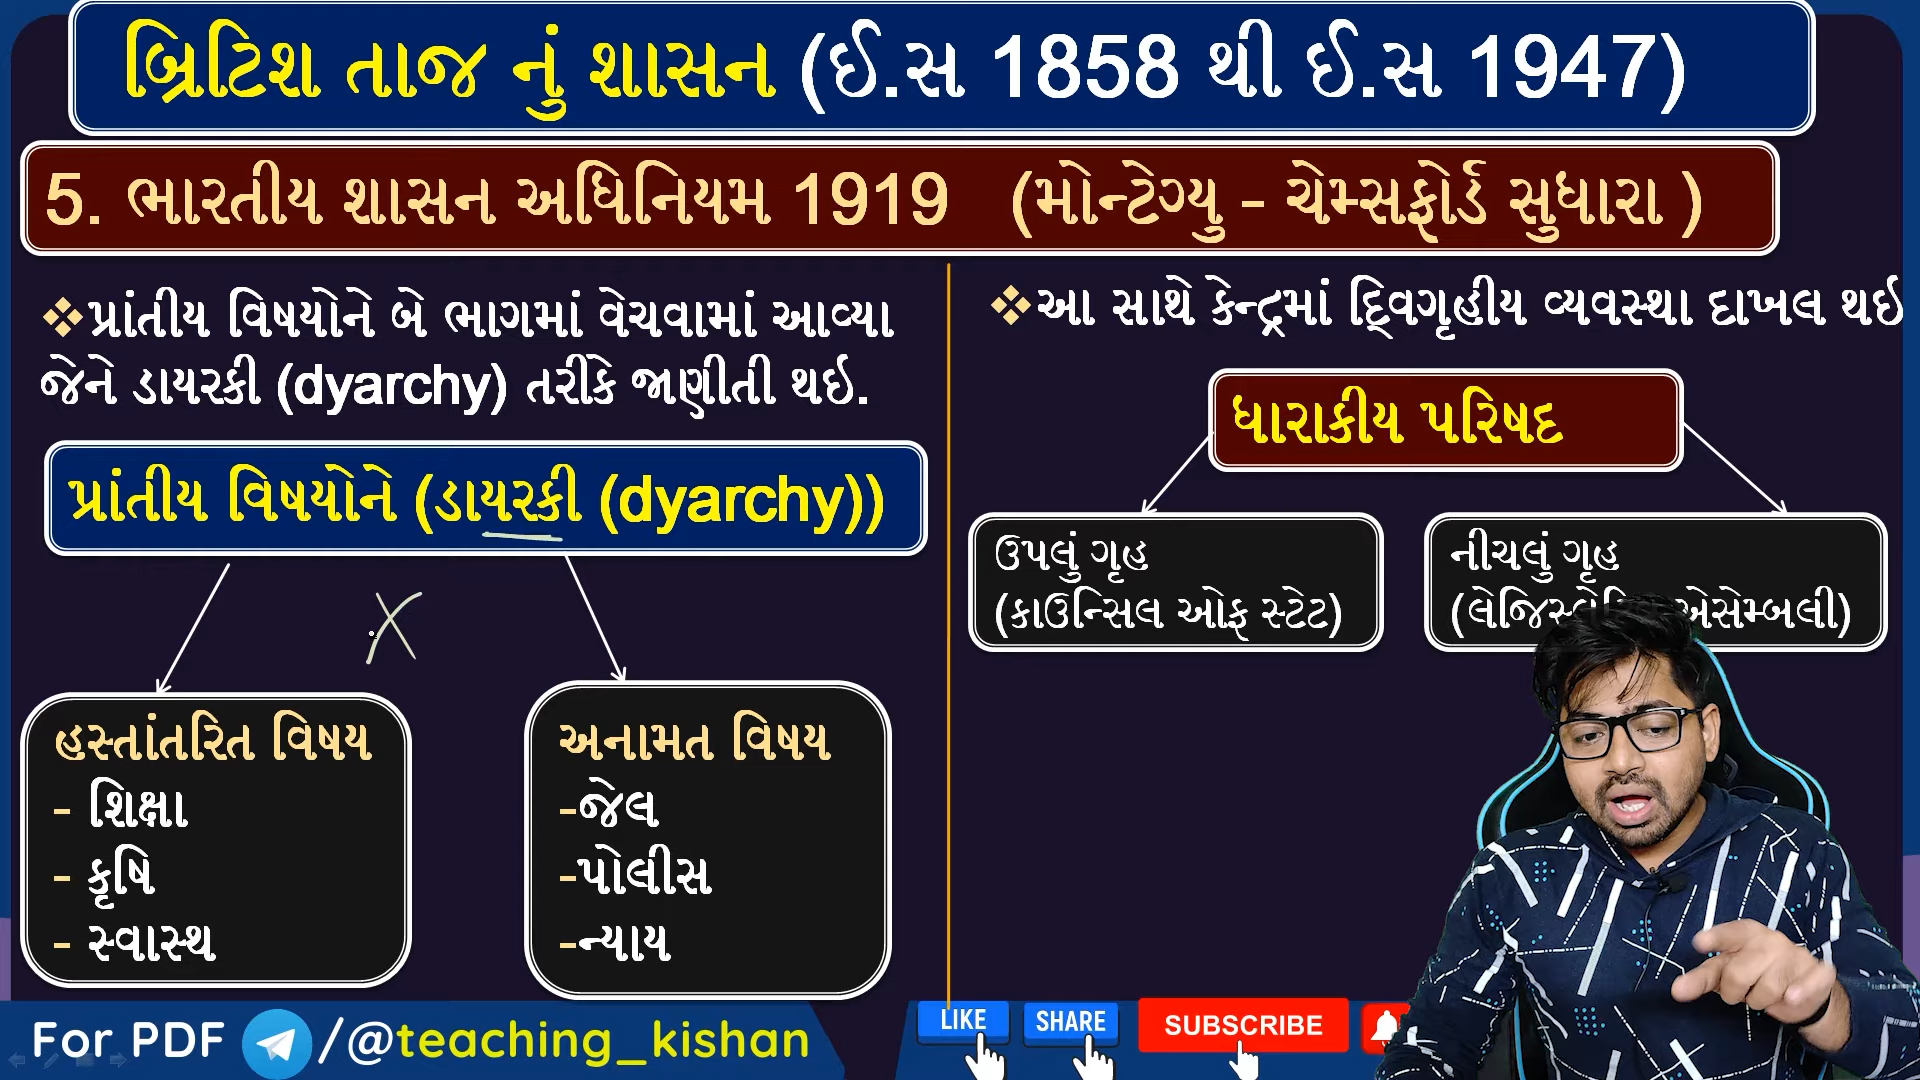 બ્રિટિશ તાજ નું શાસન (ઈ.સ 1858 થી ઈ.સ 1947)
5. ભારતીય શાસન અધિનિયમ 1919 (મોન્ટેગ્યુ - ચેમ્સફોર્ડ સુધારા )
❖પ્રાંતીય વિષયોને બે ભાગમાં વેચવામાં આવ્યા
જેને ડાયરકી (dyarchy) તરીકે જાણીતી થઇ.
પ્રાંતીય વિષયોને (ડાયરકી (dyarchy))
હસ્તાંતરિત વિષય
- શિક્ષા
- કૃષિ
- સ્વાસ્થ
અનામત વિષય
-જેલ
-પોલીસ
-ન્યાય
❖આ સાથે કેન્દ્રમાં દ્વિગૃહીય વ્યવસ્થા દાખલ થઇ
ધારાકીય પરિષદ
ઉપલું ગૃહ
(કાઉન્સિલ ઓફ સ્ટેટ)
નીચલું ગૃહ
એસેમ્બલી)
For PDF /@teaching_kishan
LIKE SHARE SUBSCRIBE